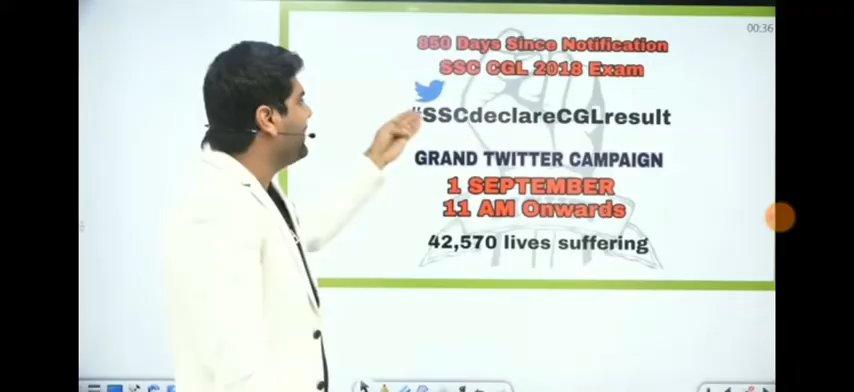 00:36
850 Days Since Notification
SSC CGL 2018 Exam
#SSCdeclareCGLresult
GRAND TWITTER CAMPAIGN
1 SEPTEMBER
11 AM Onwards
42,570 lives suffering